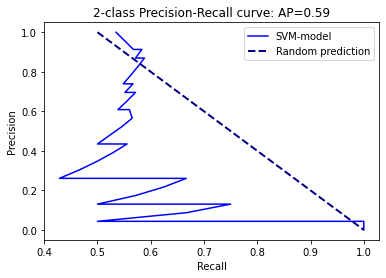 2-class Precision-Recall curve: AP=0.59
SVM-model
Random prediction
1.0
0.8
0.6
0.4
0.2
0.0
Precision
0.4 0.5 0.6 0.7 0.8 0.9 1.0
Recall